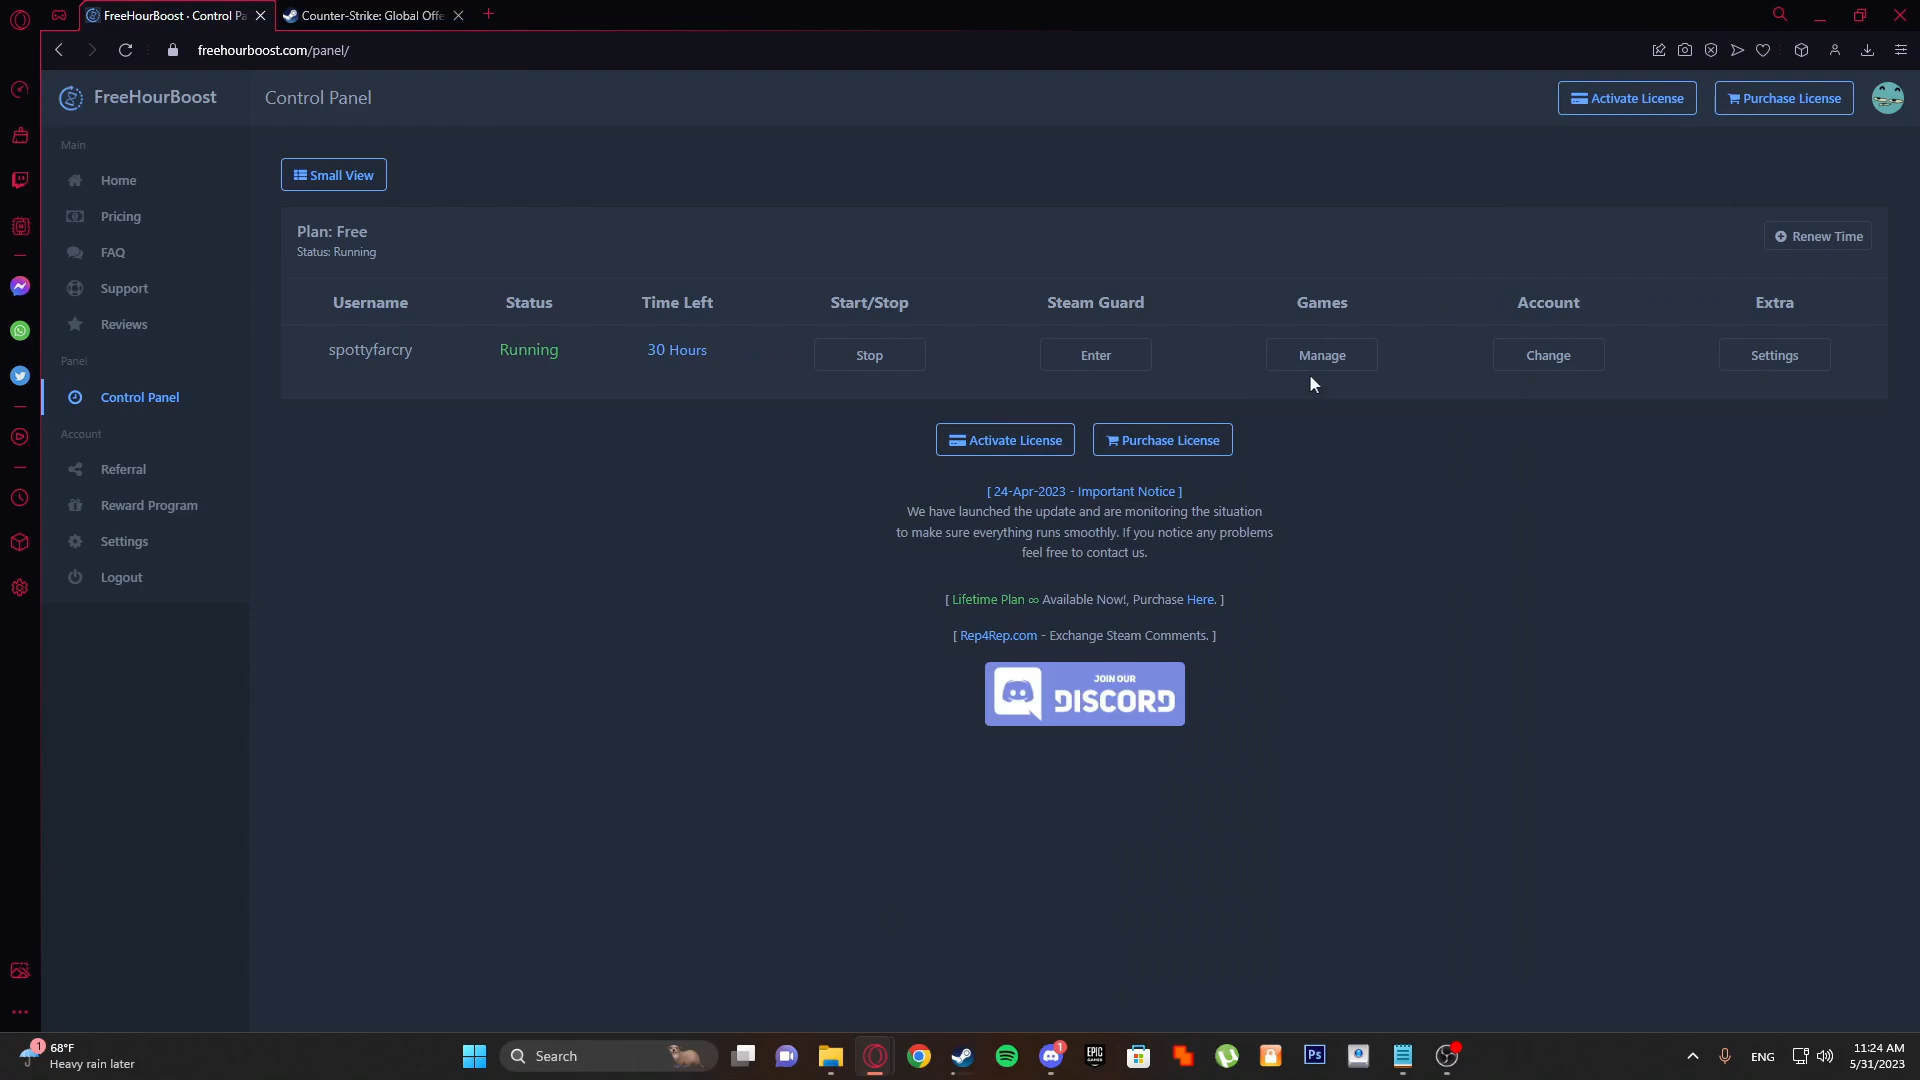 FreeHourBoost · Control Pa
Counter-Strike: Global Offe
freehourboost.com/panel/
FreeHourBoost
Control Panel
Activate License
Purchase License
Main
Home
Pricing
FAQ
Support
Reviews
Panel
Control Panel
Account
Referral
Reward Program
Settings
Logout
Small View
Plan: Free
Status: Running
Renew Time
Username Status Time Left Start/Stop Steam Guard Games Account Extra
spottyfarcry Running 30 Hours Stop Enter Manage Change Settings
Activate License
Purchase License
[ 24-Apr-2023 - Important Notice ]
We have launched the update and are monitoring the situation
to make sure everything runs smoothly. If you notice any problems
feel free to contact us.
[ Lifetime Plan ∞ Available Now!, Purchase Here. ]
[ Rep4Rep.com - Exchange Steam Comments. ]
JOIN OUR
DISCORD
1
68°F
Heavy rain later
Search
1
EPIC
GAMES
Ps
ENG
11:24 AM
5/31/2023